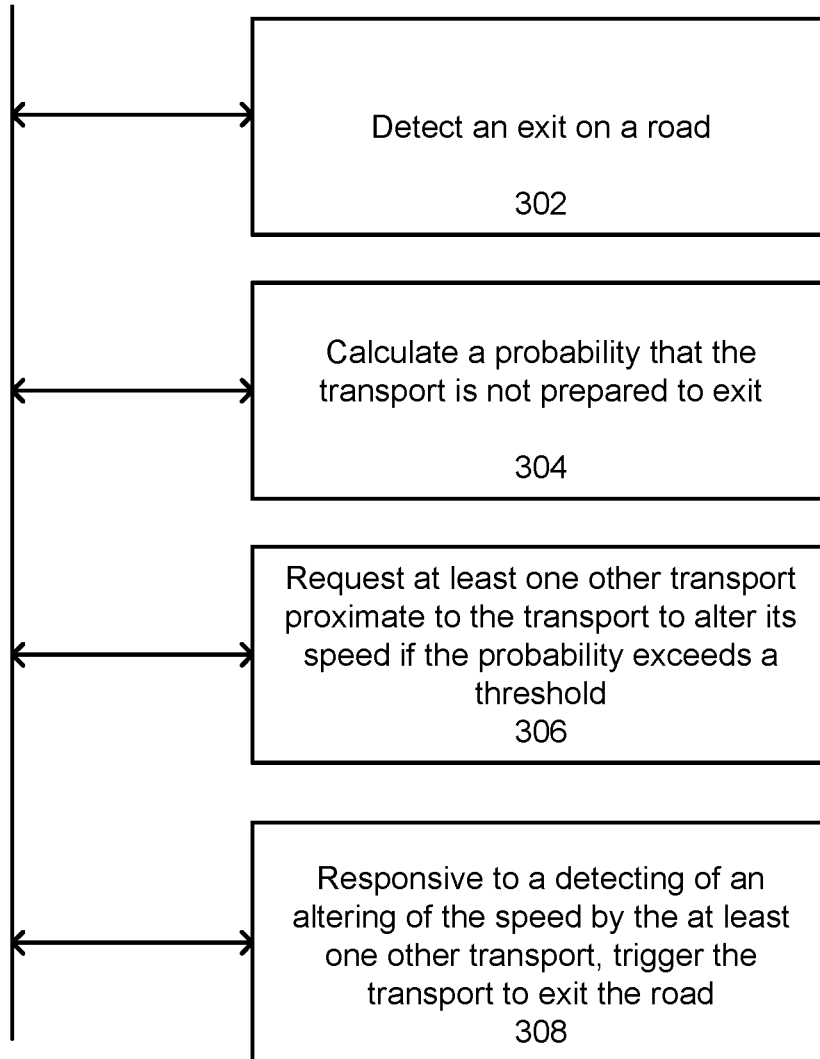 Detect an exit on a road
302
Calculate a probability that the
transport is not prepared to exit
304
Request at least one other transport
proximate to the transport to alter its
speed if the probability exceeds a
threshold
306
Responsive to a detecting of an
altering of the speed by the at least
one other transport, trigger the
transport to exit the road
308